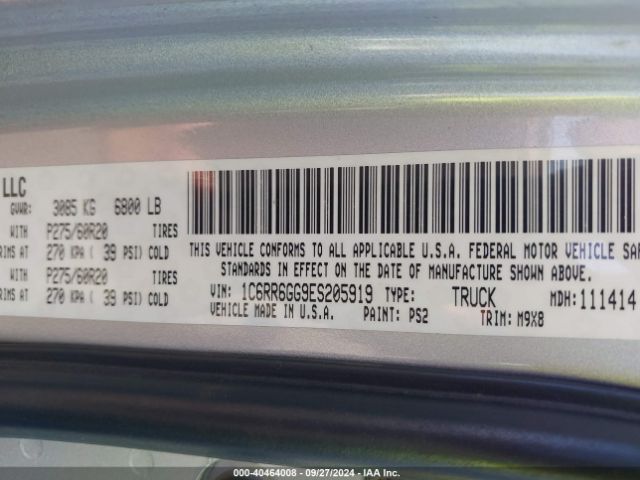 LLC
GVWR: 3085 KG 6800 LB
WITH P275/60R20 TIRES
RIMS AT 270 KPA ( 39 PSI) COLD
WITH P275/60R20 TIRES
RIMS AT 270 KPA ( 39 PSI) COLD
THIS VEHICLE CONFORMS TO ALL APPLICABLE U.S.A. FEDERAL MOTOR VEHICLE SAF
STANDARDS IN EFFECT ON THE DATE OF MANUFACTURE SHOWN ABOVE.
VIN: 1C6RR6GG9ES205919 TYPE: TRUCK MDH: 111414
VEHICLE MADE IN U.S.A. PAINT: PS2 TRIM: M9X8
000-40464008 - 09/27/2024 - IAA Inc.